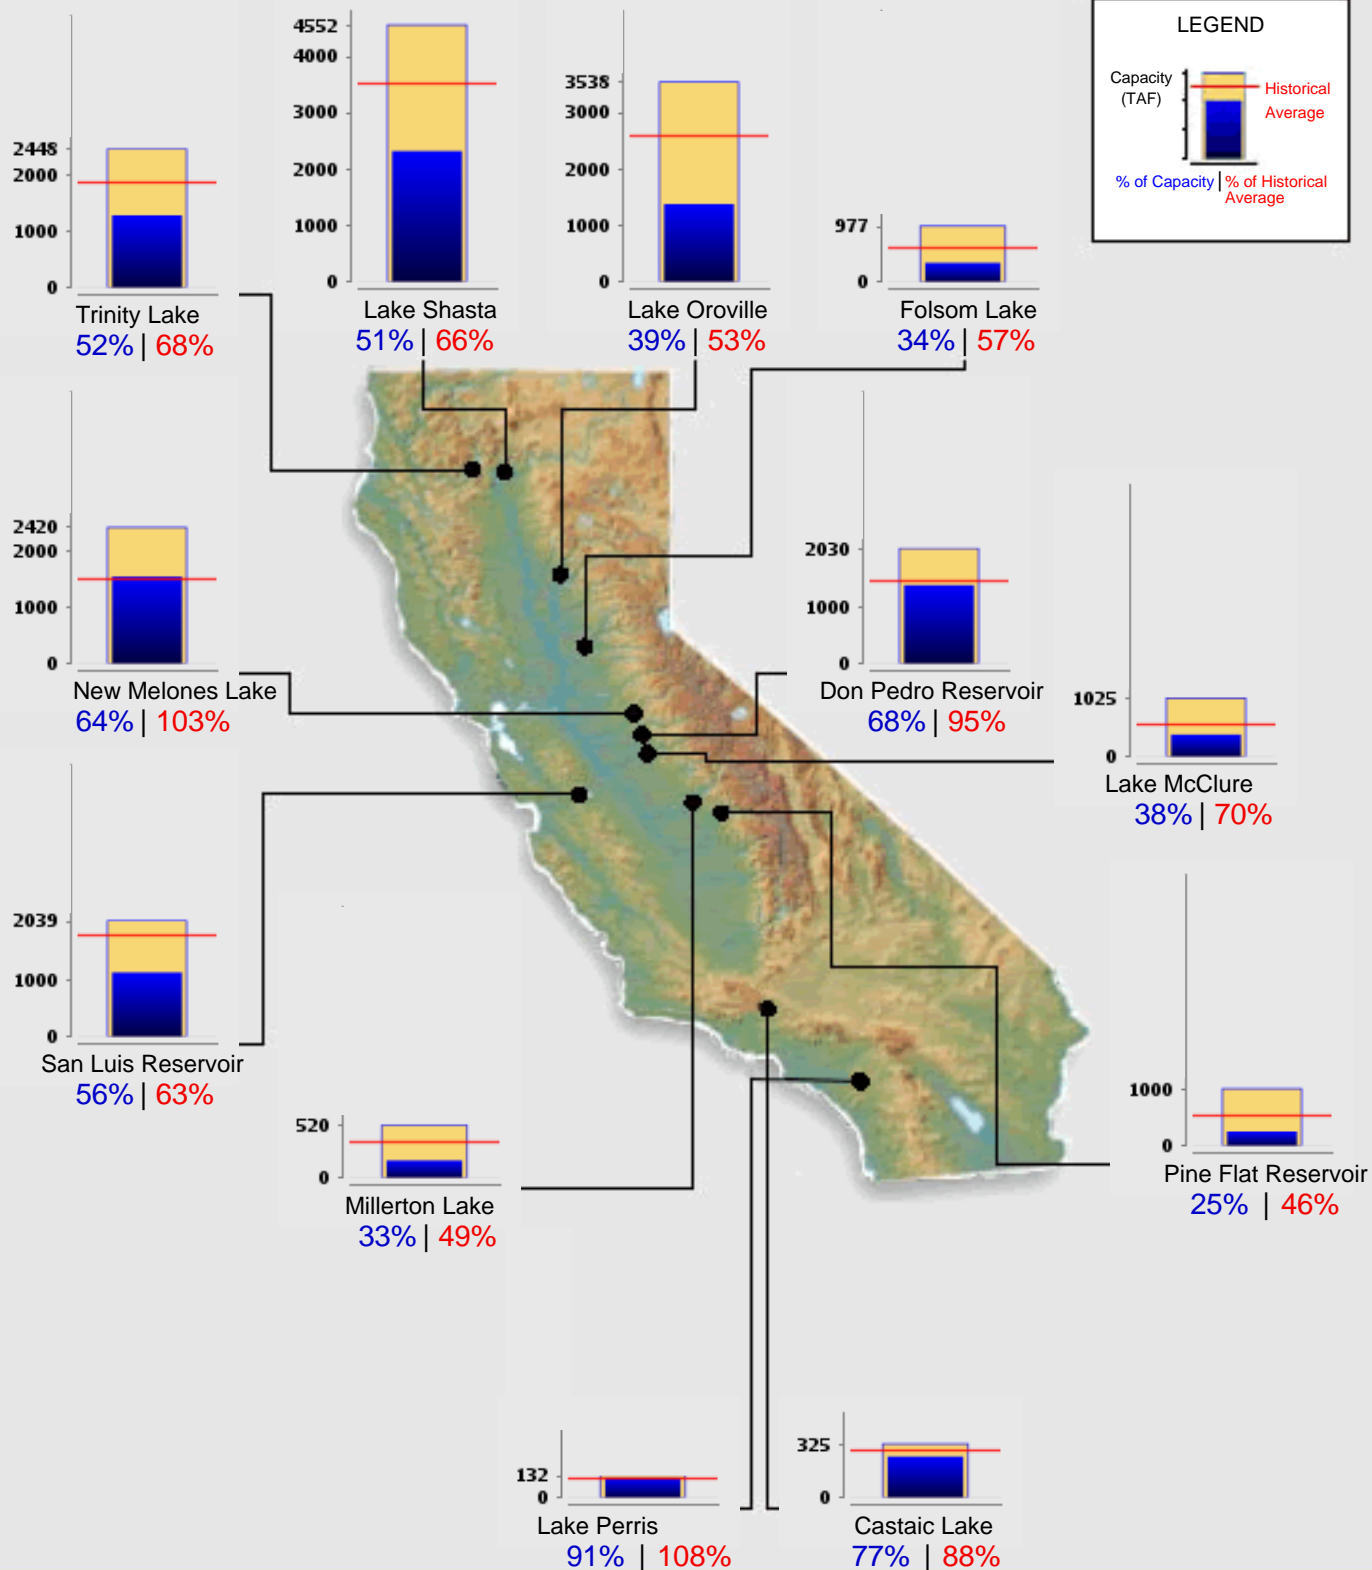 4552
4000
3000
2000
1000
0
Lake Shasta
51% | 66%
3538
3000
2000
1000
0
Lake Oroville
39% | 53%
LEGEND
Capacity
(TAF)
Historical
Average
% of Capacity | % of Historical
Average
2448
2000
1000
0
Trinity Lake
52% | 68%
977
0
Folsom Lake
34% | 57%
2420
2000
1000
0
New Melones Lake
64% | 103%
2030
1000
0
Don Pedro Reservoir
68% | 95%
1025
0
Lake McClure
38% | 70%
2039
1000
0
San Luis Reservoir
56% | 63%
520
0
Millerton Lake
33% | 49%
1000
0
Pine Flat Reservoir
25% | 46%
132
0
Lake Perris
91% | 108%
325
0
Castaic Lake
77% | 88%